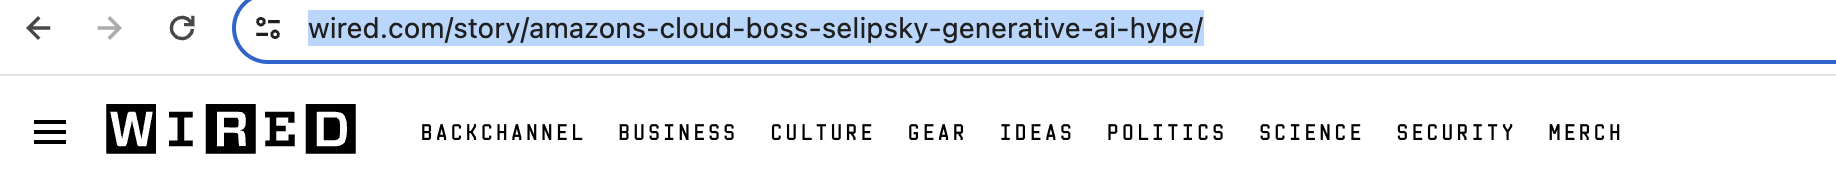 wired.com/story/amazons-cloud-boss-selipsky-generative-ai-hype/
WIRED BACKCHANNEL BUSINESS CULTURE GEAR IDEAS POLITICS SCIENCE SECURITY MERCH